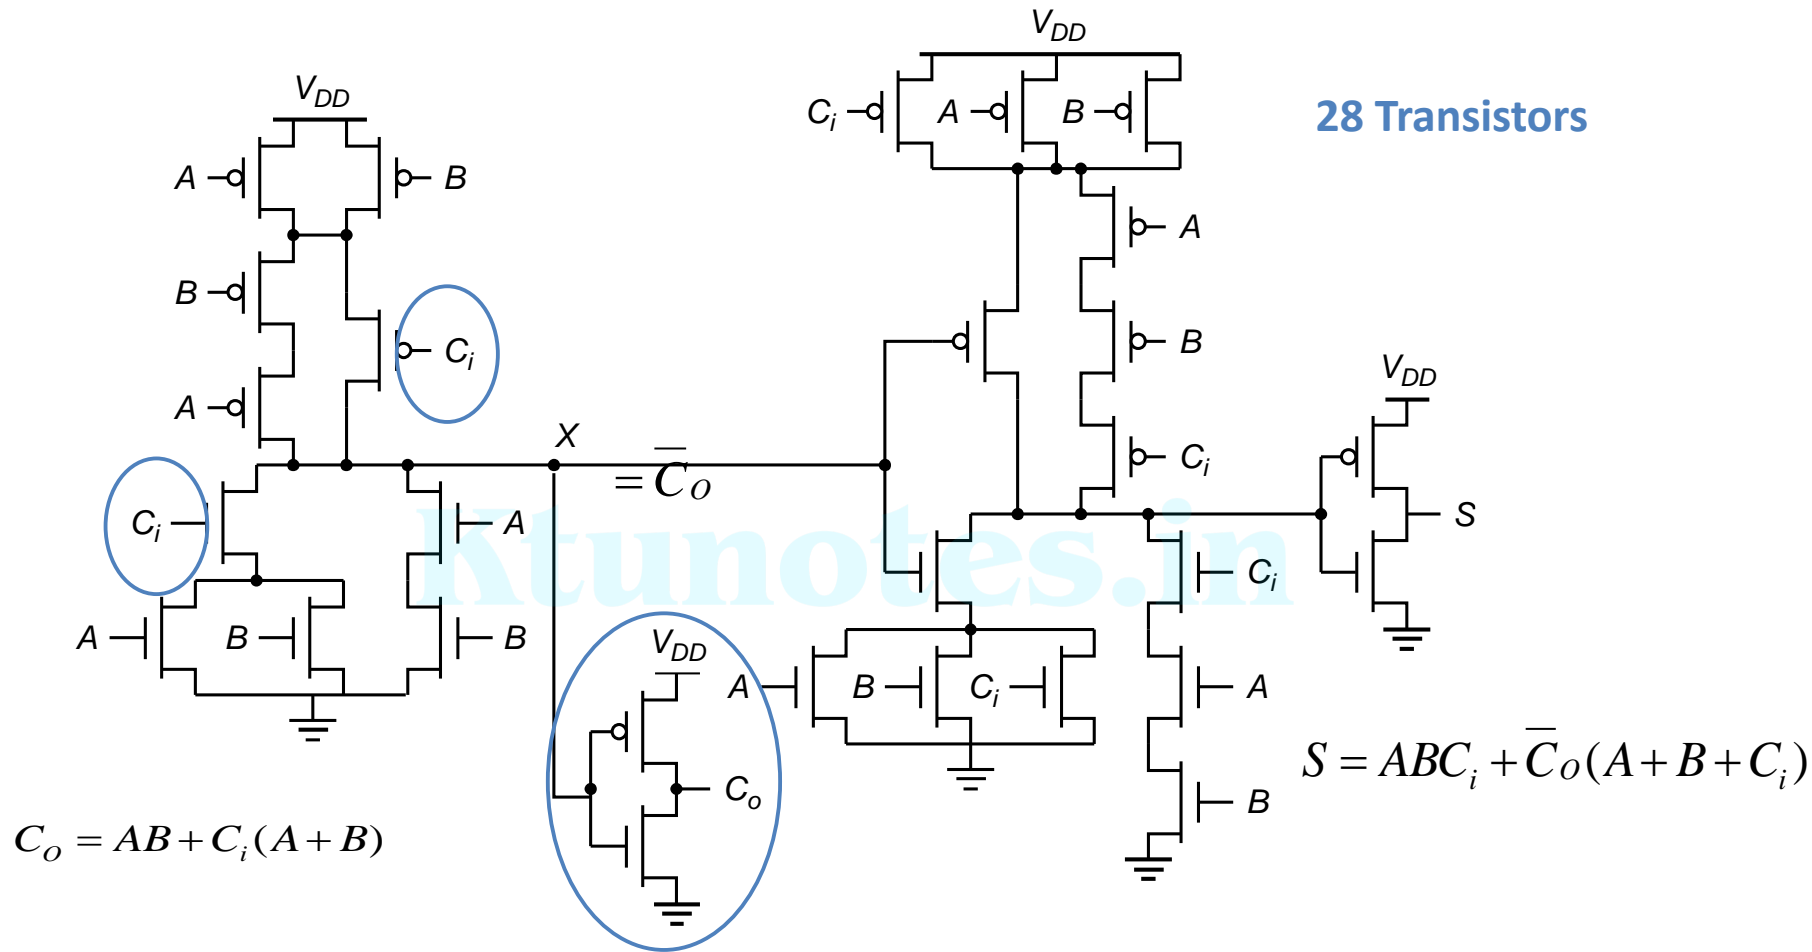 V_DD
V_DD
28 Transistors
C_i A B
A B
A
B C_i
B
A
V_DD
X
= C̅_O
C_i
C_i A
S
Ktunotes.in
C_i
A B B
V_DD
A B C_i A
C_o
B
S = ABC_i + C̅_O(A + B + C_i)
C_O = AB + C_i(A + B)